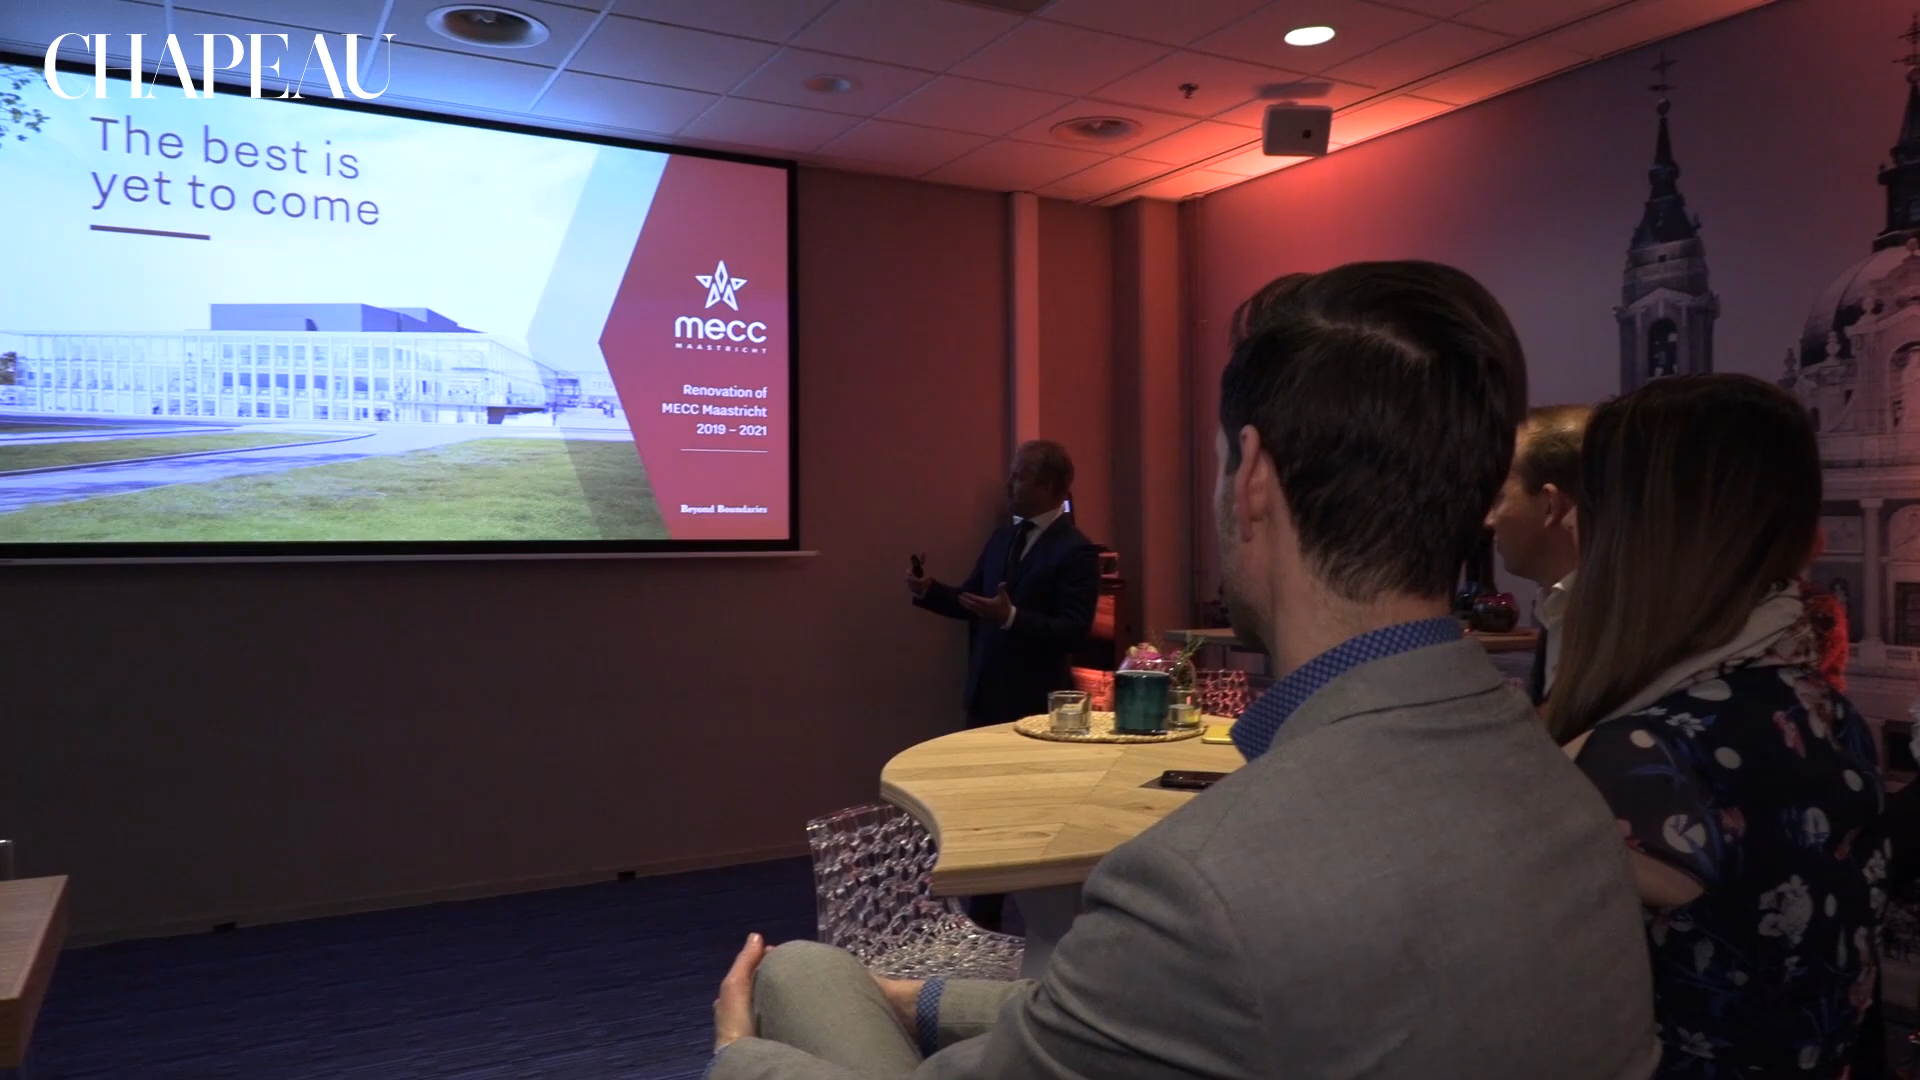 CHAPEAU
The best is
yet to come
mecc
MAASTRICHT
Renovation of
MECC Maastricht
2019 – 2021
Beyond Boundaries